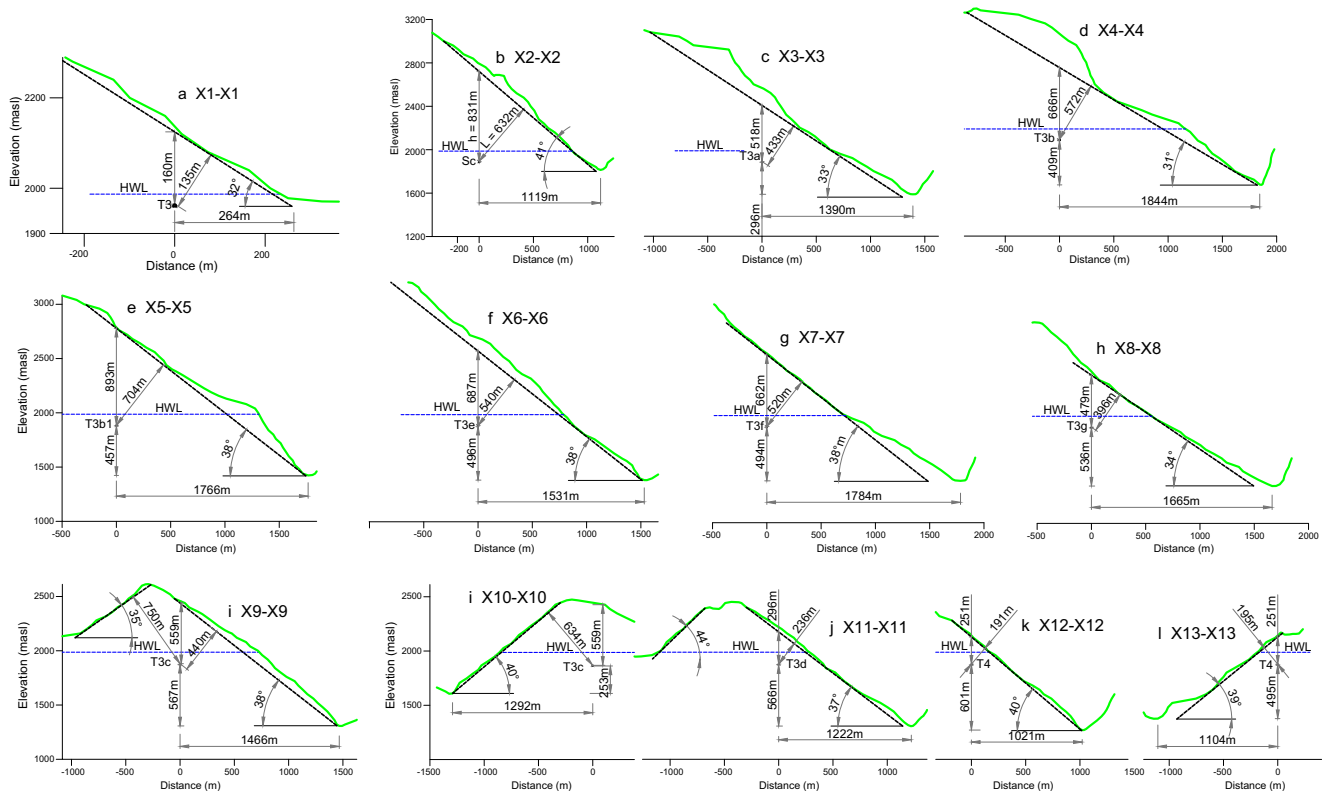 a X1-X1
Elevation (masl)
2200
2100
2000
1900
160m
135m
32°
HWL
T3
264m
-200
0
200
Distance (m)
b X2-X2
Elevation (masl)
3200
2800
2400
2000
1600
1200
h = 831m
L = 632m
41°
HWL
Sc
1119m
-200
0
500
1000
Distance (m)
c X3-X3
518m
433m
33°
HWL
T3a
296m
1390m
-1000
-500
0
500
1000
1500
Distance (m)
d X4-X4
666m
572m
HWL
T3b
409m
31°
1844m
-500
0
500
1000
1500
2000
Distance (m)
e X5-X5
Elevation (masl)
3000
2500
2000
1500
1000
893m
704m
HWL
T3b1
457m
38°
1766m
-500
0
500
1000
1500
Distance (m)
f X6-X6
687m
540m
HWL
T3e
496m
38°
1531m
-1000
-500
0
500
1000
1500
Distance (m)
g X7-X7
662m
520m
HWL
T3f
494m
38°m
1784m
-500
0
500
1000
1500
2000
Distance (m)
h X8-X8
479m
396m
HWL
T3g
536m
34°
1665m
-500
0
500
1000
1500
2000
Distance (m)
i X9-X9
Elevation (masl)
2500
2000
1500
1000
35°
750m
559m
440m
HWL
T3c
567m
38°
1466m
-1000
-500
0
500
1000
1500
Distance (m)
i X10-X10
Elevation (masl)
2500
2000
1500
1000
634m
559m
HWL
T3c
253m
40°
1292m
-1500
-1000
-500
0
Distance (m)
j X11-X11
44°
296m
236m
HWL
T3d
566m
37°
1222m
-1000
-500
0
500
1000
Distance (m)
k X12-X12
251m
191m
HWL
T4
601m
40°
1021m
0
500
1000
Distance (m)
l X13-X13
195m
251m
HWL
T4
495m
39°
1104m
-1000
-500
0
Distance (m)